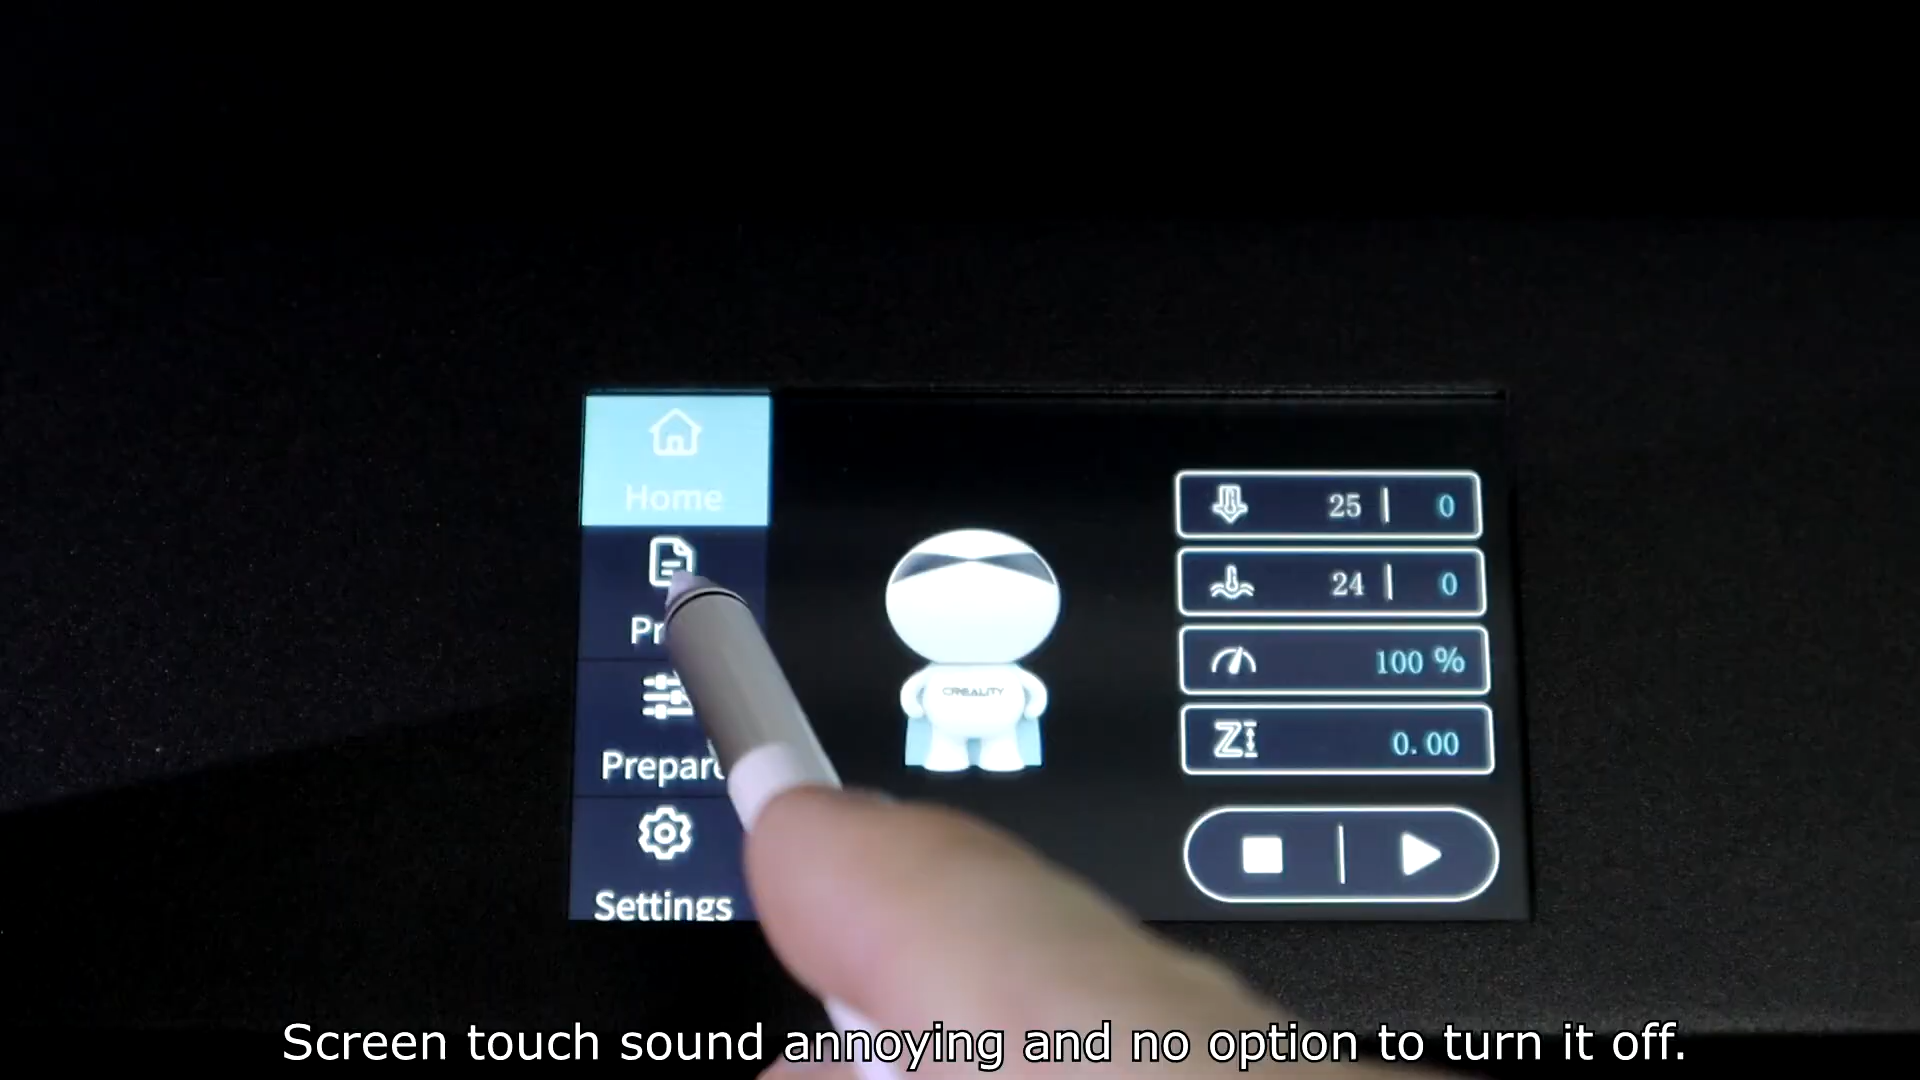 Home
Pr
Prepare
Settings
CREALITY
25 | 0
24 | 0
100 %
Z 0.00
Screen touch sound annoying and no option to turn it off.